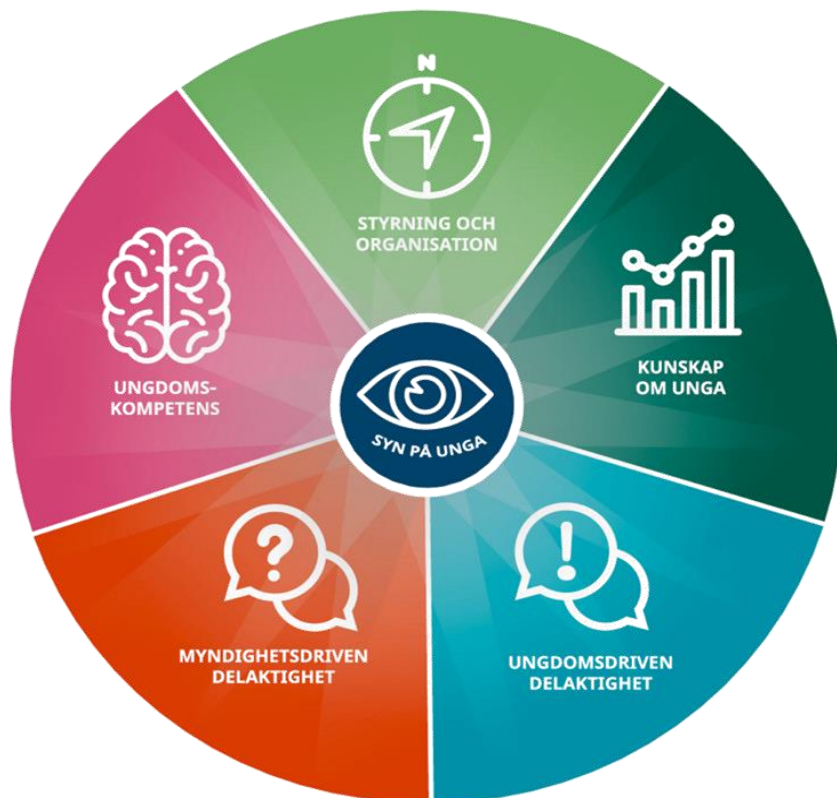 N
STYRNING OCH
ORGANISATION
KUNSKAP
OM UNGA
UNGDOMSDRIVEN
DELAKTIGHET
MYNDIGHETSDRIVEN
DELAKTIGHET
UNGDOMS-
KOMPETENS
SYN PÅ UNGA